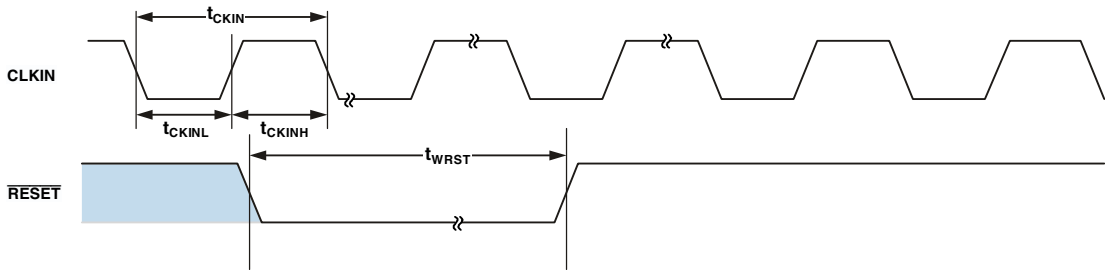 tCKIN
CLKIN
tCKINL
tCKINH
tWRST
RESET